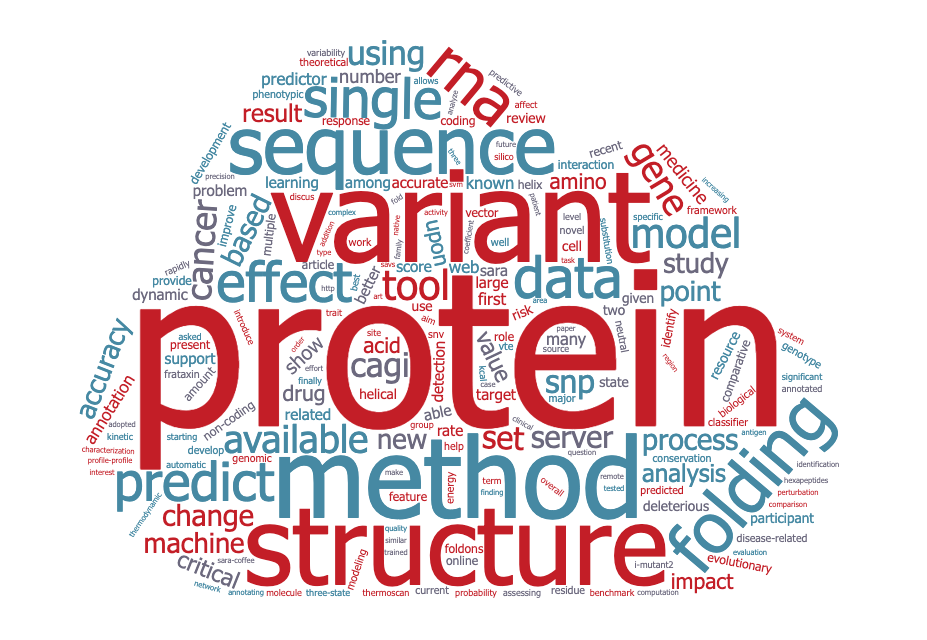 variability
using
rna
theoretical
predictor
number
allows
predictive
phenotypic
single
analyze
affect
result
response
coding
review
development
sequence
three
future
silico
interaction
recent
gene
medicine
precision
learning
among
accurate
svm
known
helix
amino
increasing
problem
discus
variant
fold
patient
framework
cancer
improve
based
multiple
complex
addition
native
activity
vector
level
novel
substitution
specific
model
type
work
family
upon
coefficient
well
cell
task
rapidly
provide
article
savs
score
web
sara
data
study
dynamic
effect
best
better
http
tool
large
first
area
given
point
art
trait
use
aim
risk
two
identify
introduce
protein
accuracy
asked
present
support
frataxin
amount
order
show
effort
finally
site
acid
cagi
helical
snv
detection
value
kcal
case
role
vte
target
paper
many
source
neutral
snp
major
state
region
resource
comparative
biological
system
genotype
significant
annotated
annotation
drug
related
able
group
clinical
classifier
antigen
adopted
kinetic
characterization
profile-profile
interest
starting
non-coding
develop
available
new
rate
help
set
server
question
process
conservation
folding
automatic
genomic
method
analysis
identification
predict
make
feature
energy
term
finding
overall
remote
tested
predicted
deleterious
hexapeptides
perturbation
comparison
thermodynamic
change
participant
machine
structure
quality
similar
trained
foldons
online
disease-related
evaluation
evolutionary
critical
sara-coffee
modeling
i-mutant2
impact
network
annotating
molecule
three-state
thermoscan
current
probability
assessing
residue
benchmark
computation